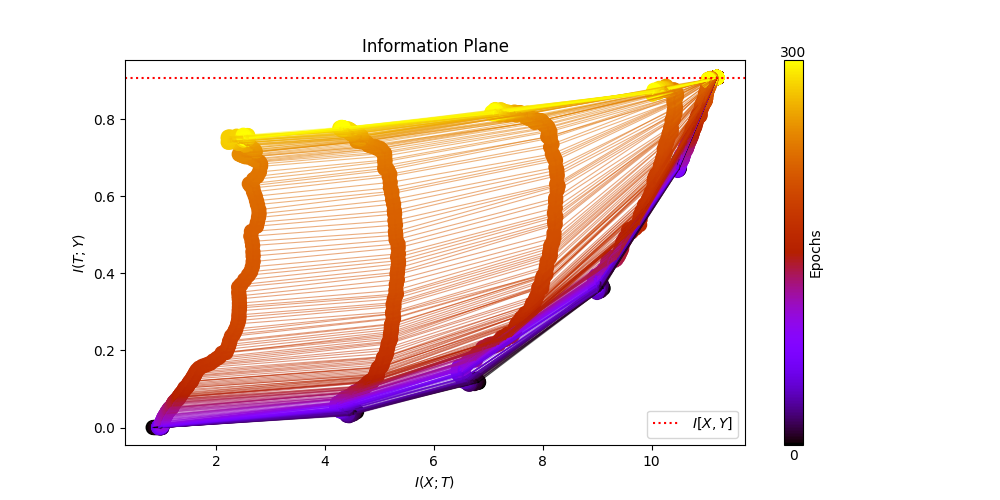 Information Plane
300
0.8
0.6
0.4
0.2
0.0
I(T; Y)
Epochs
I[X, Y]
0
2
4
6
8
10
I(X; T)